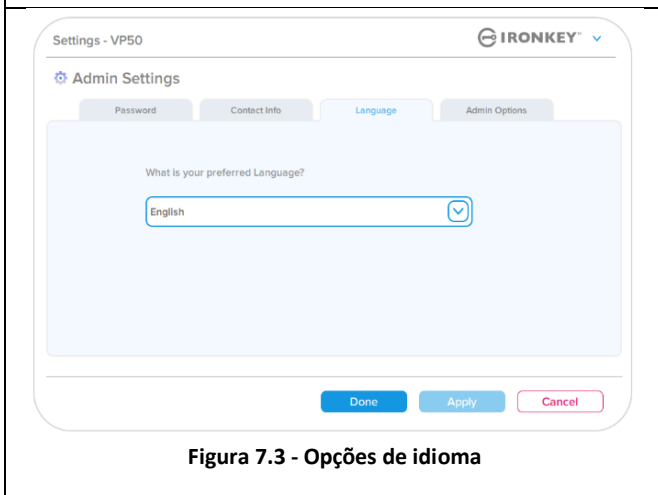 Settings - VP50
IRONKEY™
Admin Settings
Password Contact Info Language Admin Options
What is your preferred Language?
English
Done Apply Cancel
Figura 7.3 - Opções de idioma